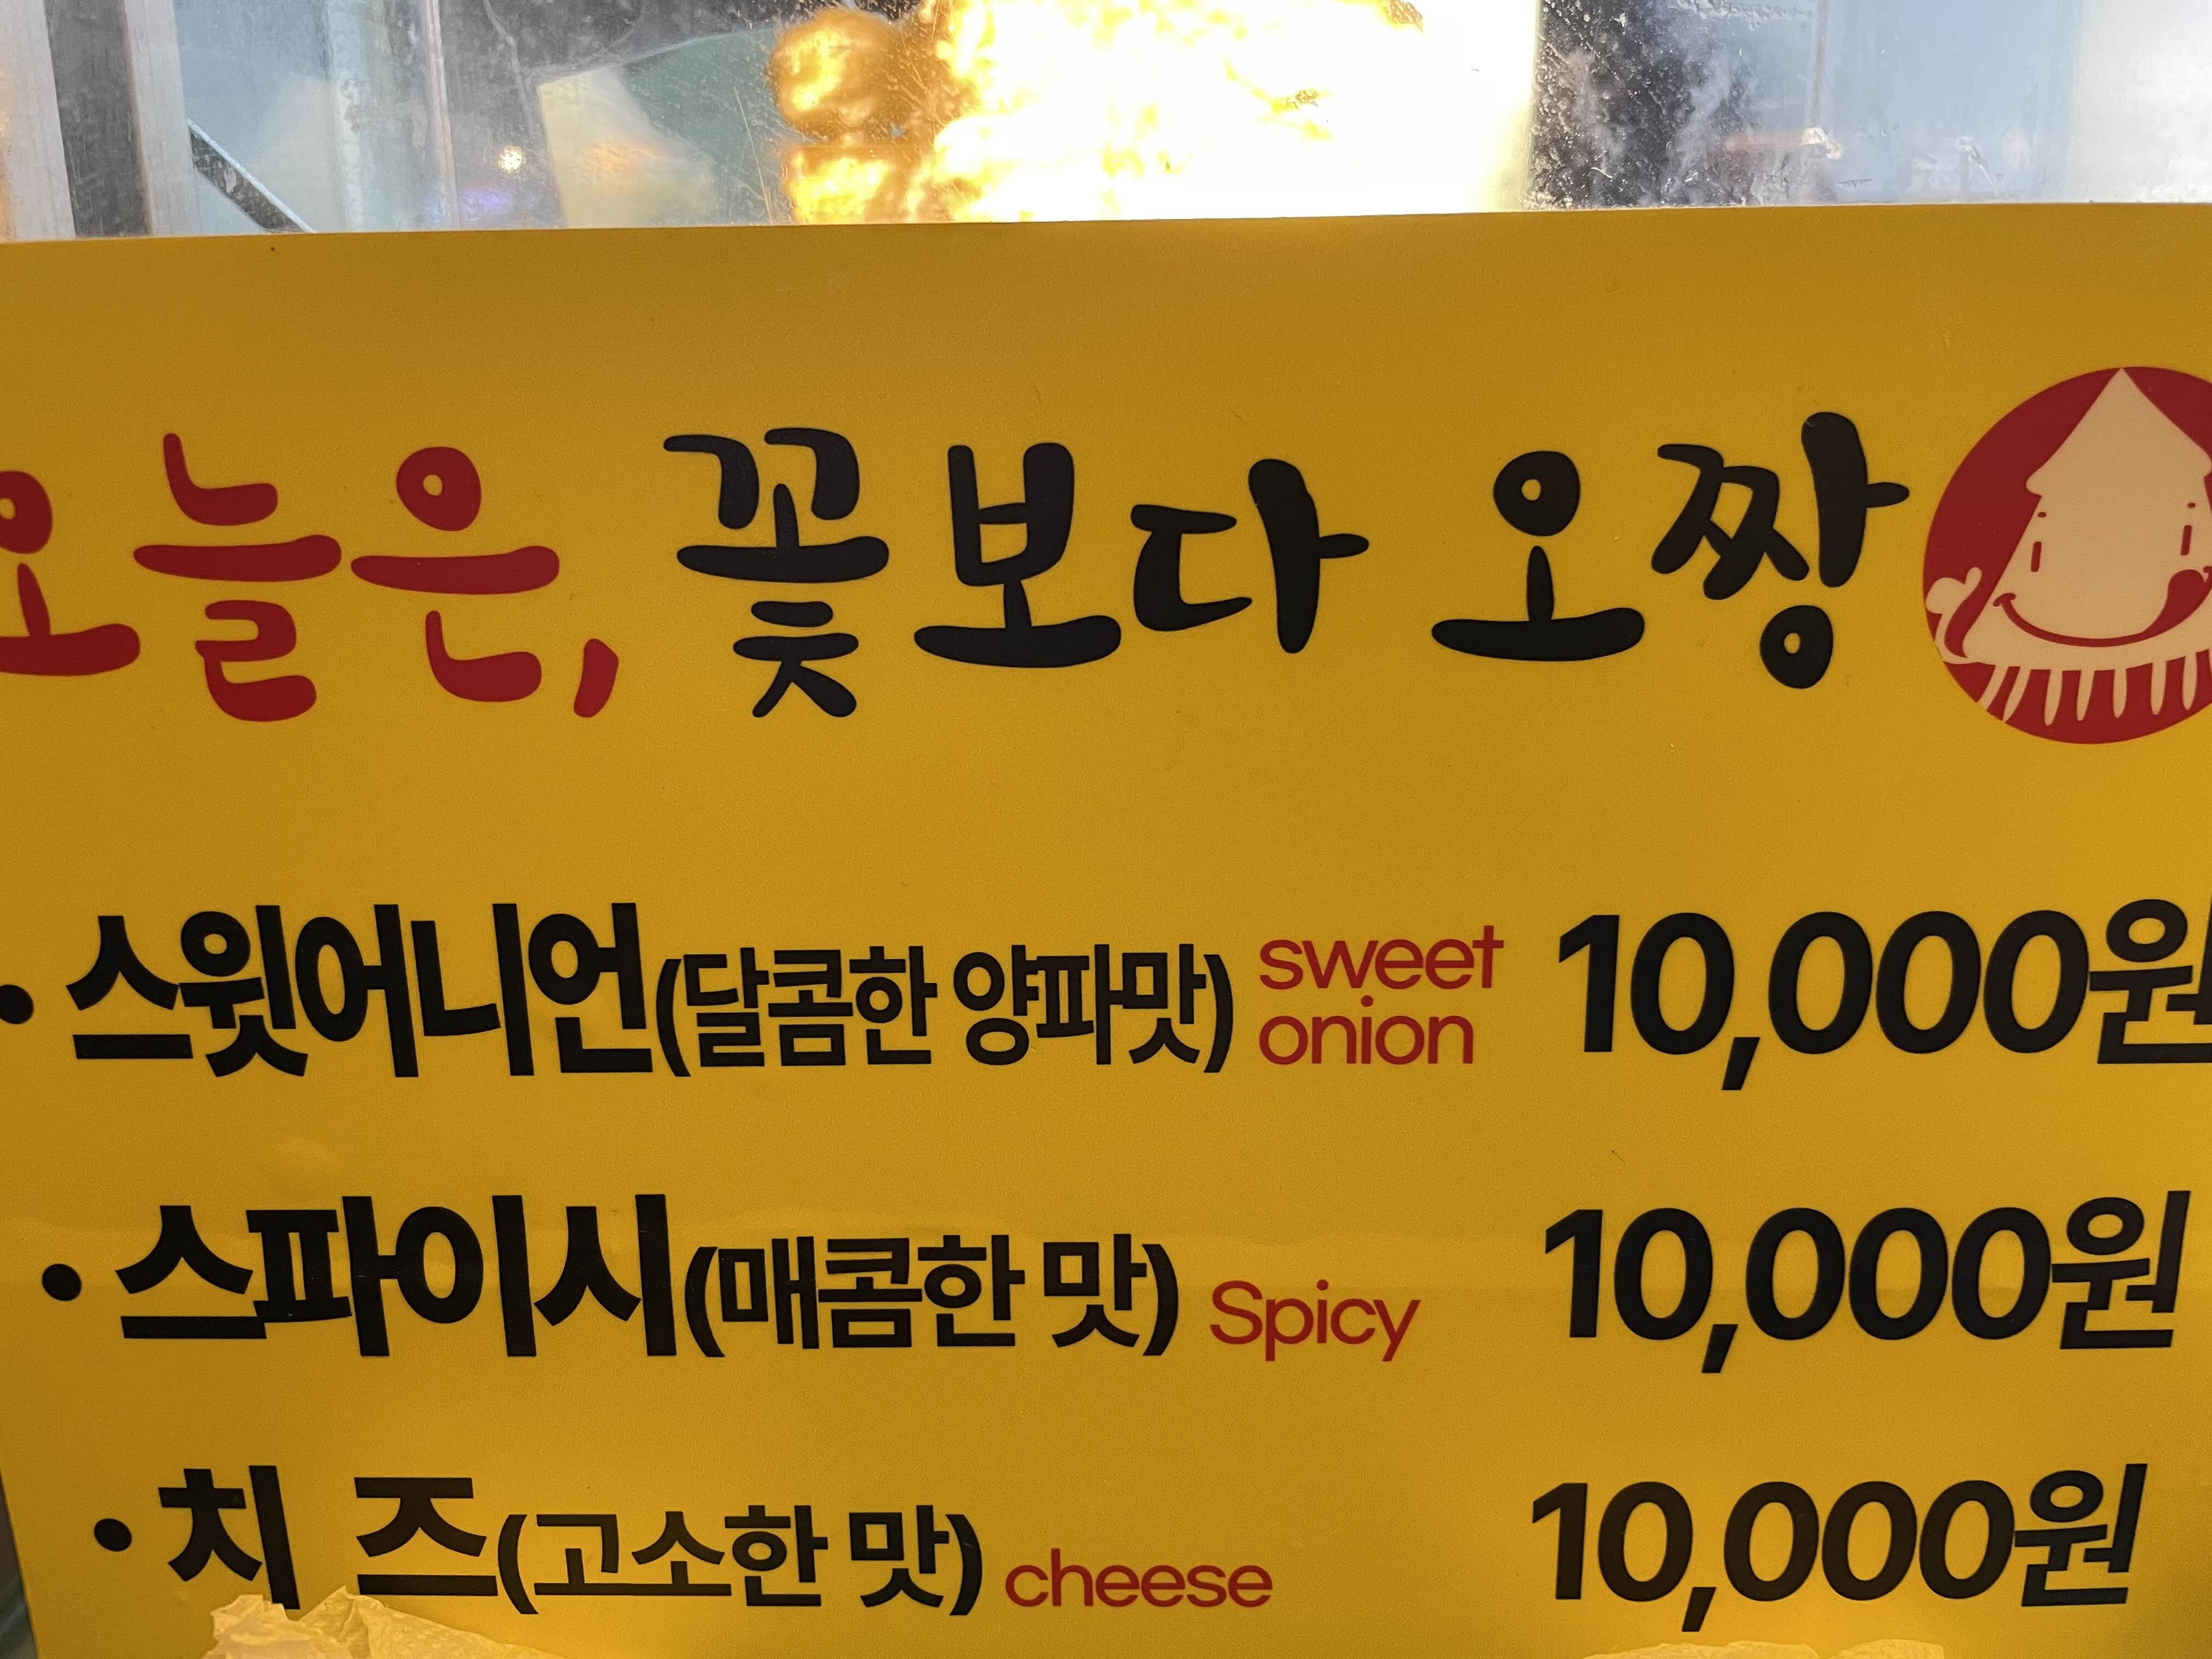 오늘은, 꽃보다 오짱
· 스윗어니언(달콤한 양파맛) sweet onion 10,000원
· 스파이시(매콤한 맛) Spicy 10,000원
· 치 즈(고소한 맛) cheese 10,000원